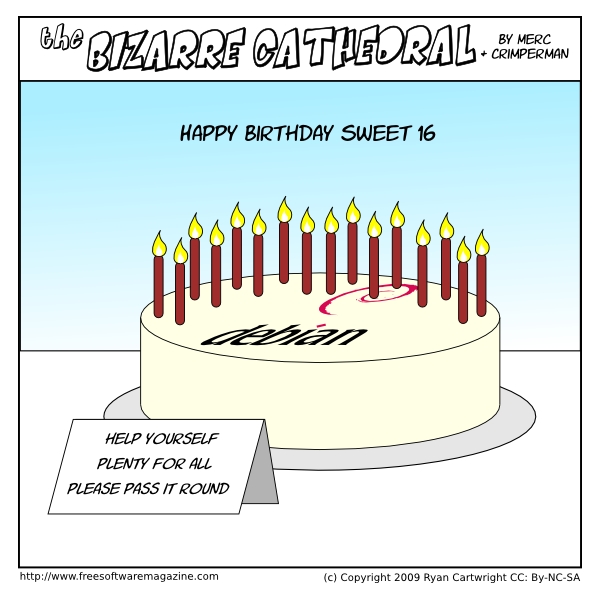 the BIZARRE CATHEDRAL
BY MERC
+ CRIMPERMAN
HAPPY BIRTHDAY SWEET 16
debian
HELP YOURSELF
PLENTY FOR ALL
PLEASE PASS IT ROUND
http://www.freesoftwaremagazine.com
(c) Copyright 2009 Ryan Cartwright CC: By-NC-SA